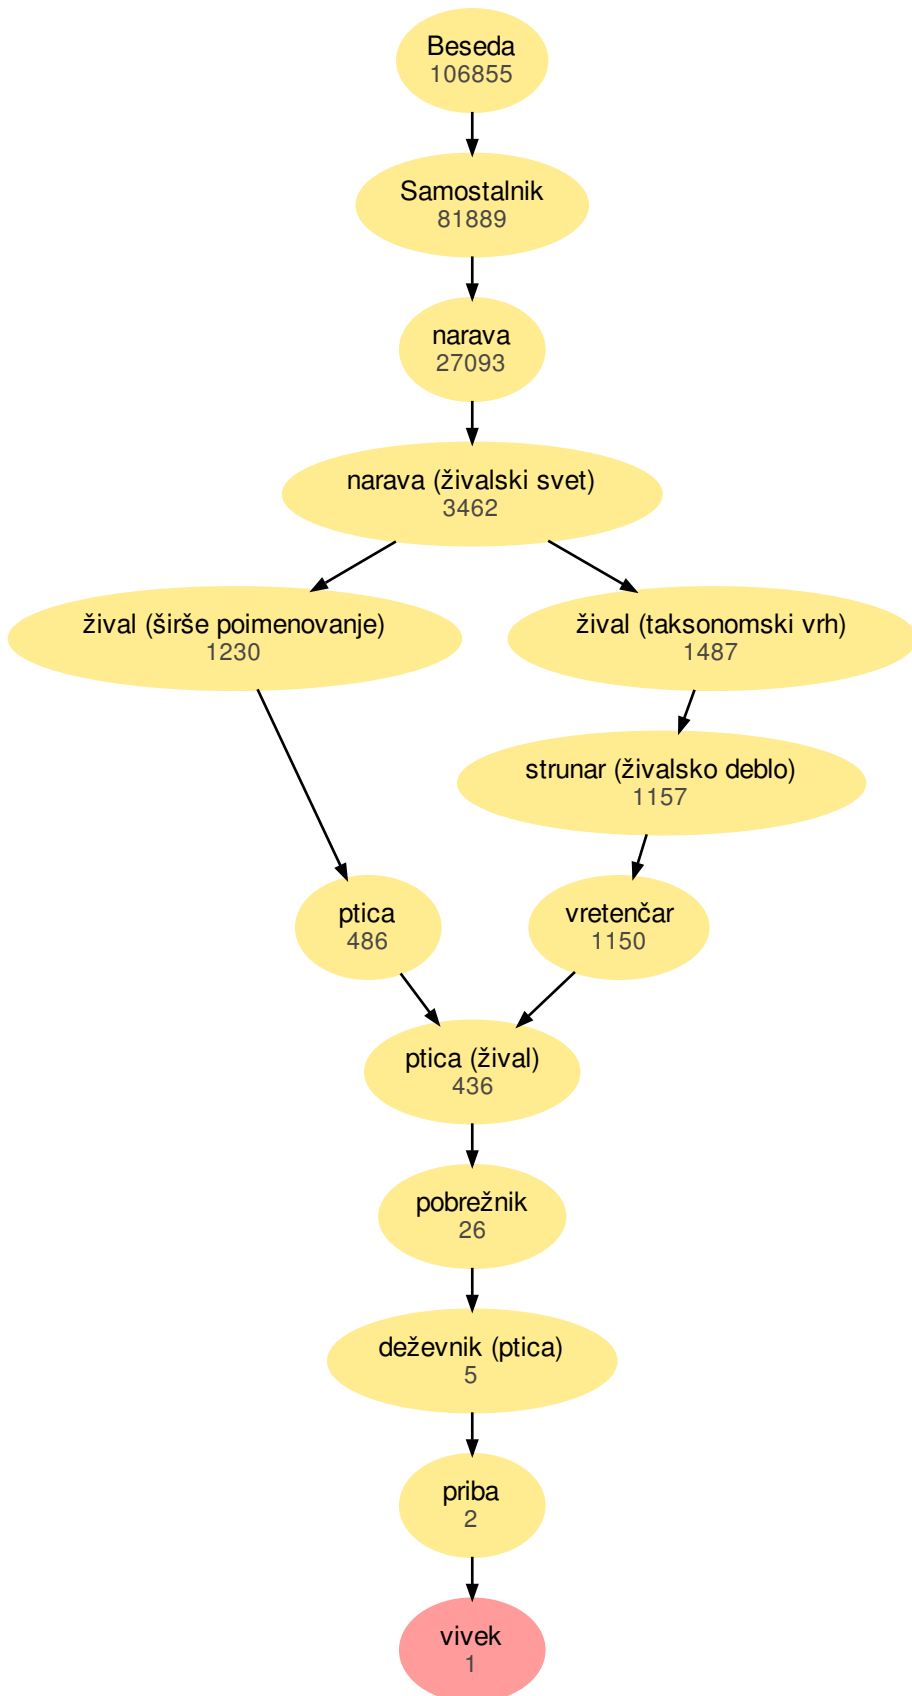 Beseda
106855
Samostalnik
81889
narava
27093
narava (živalski svet)
3462
žival (širše poimenovanje)
1230
žival (taksonomski vrh)
1487
strunar (živalsko deblo)
1157
ptica
486
vretenčar
1150
ptica (žival)
436
pobrežnik
26
deževnik (ptica)
5
priba
2
vivek
1